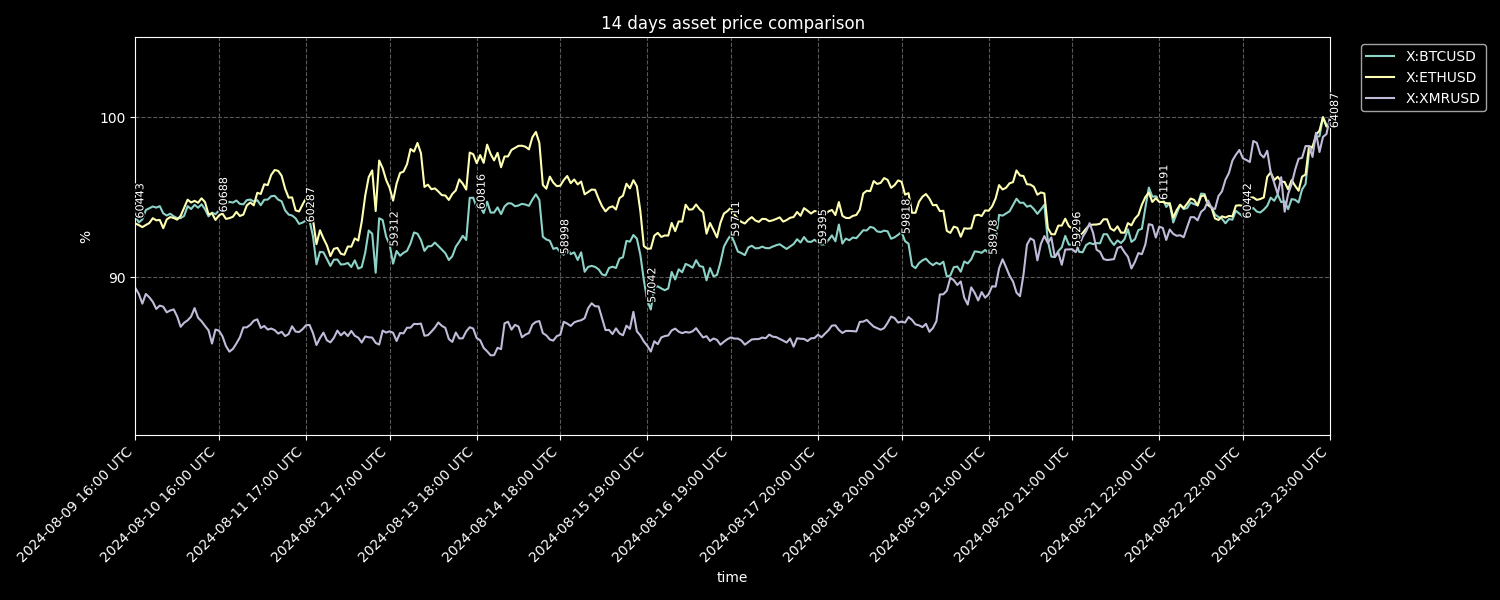 14 days asset price comparison
X:BTCUSD
X:ETHUSD
X:XMRUSD
100
90
%
60443
60688
60287
59312
60816
58998
57042
59711
59395
59818
58978
59296
61191
60442
64087
2024-08-09 16:00 UTC
2024-08-10 16:00 UTC
2024-08-11 17:00 UTC
2024-08-12 17:00 UTC
2024-08-13 18:00 UTC
2024-08-14 18:00 UTC
2024-08-15 19:00 UTC
2024-08-16 19:00 UTC
2024-08-17 20:00 UTC
2024-08-18 20:00 UTC
2024-08-19 21:00 UTC
2024-08-20 21:00 UTC
2024-08-21 22:00 UTC
2024-08-22 22:00 UTC
2024-08-23 23:00 UTC
time